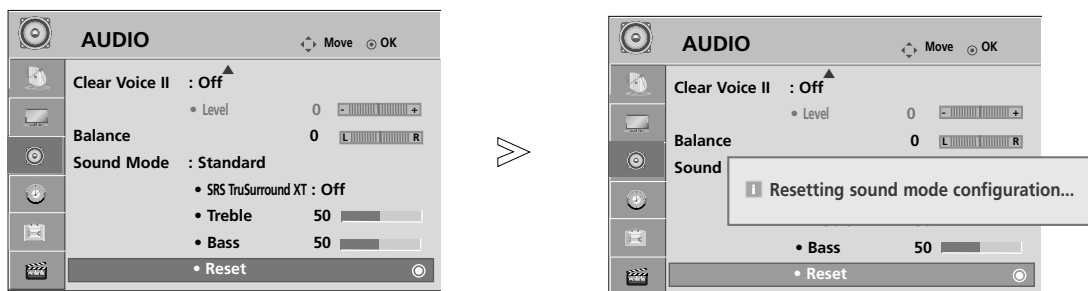 AUDIO Move OK
Clear Voice II : Off
• Level 0 - +
Balance 0 L R
Sound Mode : Standard
• SRS TruSurround XT : Off
• Treble 50
• Bass 50
• Reset
AUDIO Move OK
Clear Voice II : Off
• Level 0 - +
Balance 0 L R
Sound
i Resetting sound mode configuration...
• Bass 50
• Reset